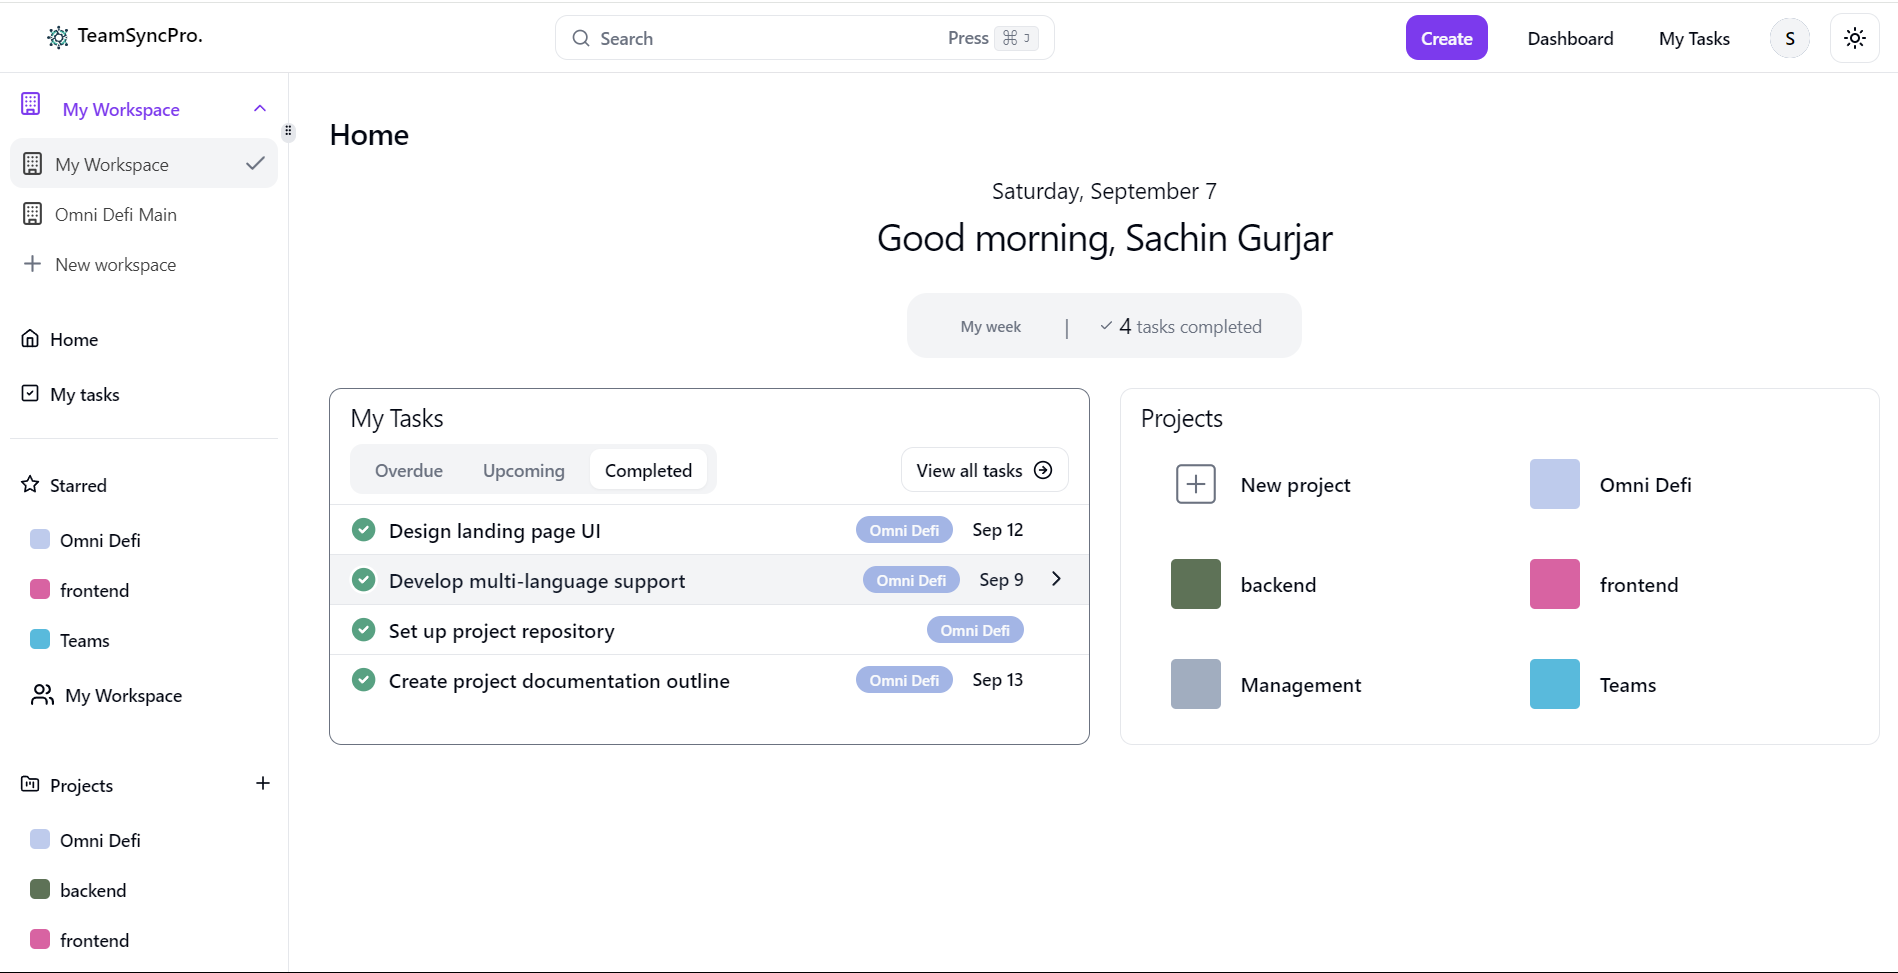 TeamSyncPro.
Search
Press ⌘ J
Create
Dashboard
My Tasks
S
My Workspace
My Workspace
Omni Defi Main
New workspace
Home
My tasks
Starred
Omni Defi
frontend
Teams
My Workspace
Projects
Omni Defi
backend
frontend
Home
Saturday, September 7
Good morning, Sachin Gurjar
My week | 4 tasks completed
My Tasks
Overdue Upcoming Completed
View all tasks
Design landing page UI Omni Defi Sep 12
Develop multi-language support Omni Defi Sep 9
Set up project repository Omni Defi
Create project documentation outline Omni Defi Sep 13
Projects
New project
Omni Defi
backend
frontend
Management
Teams